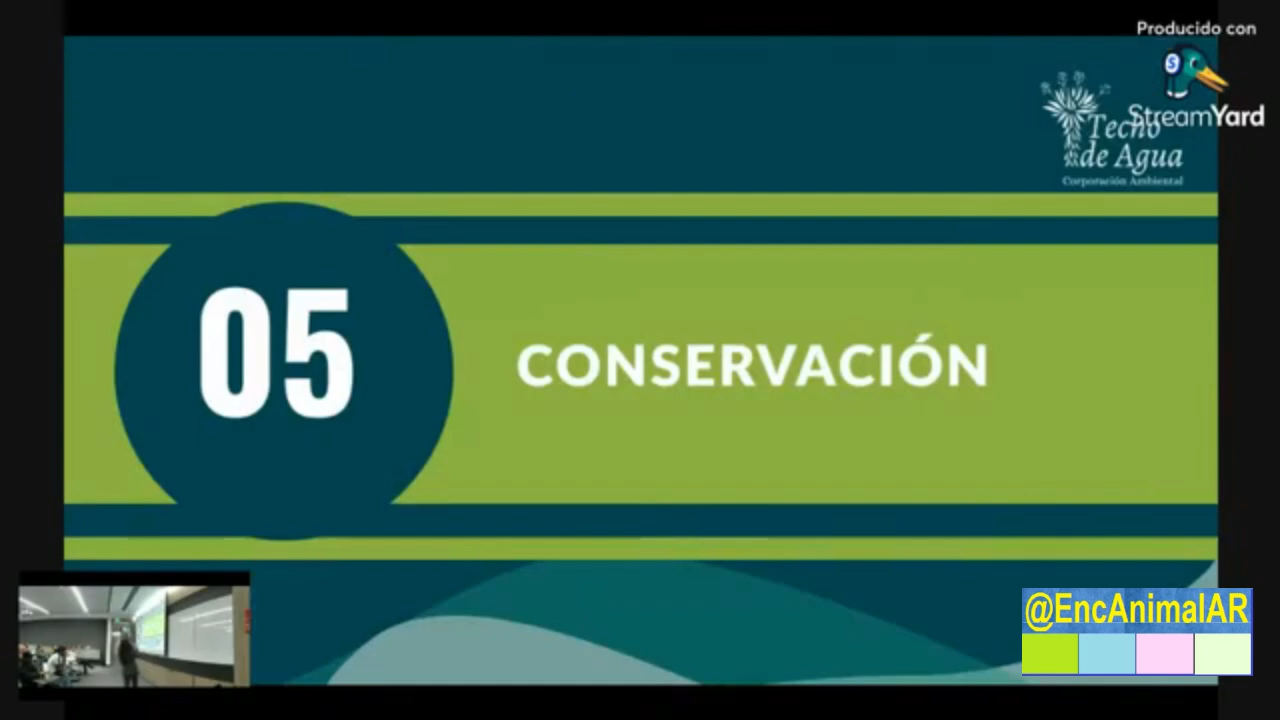 Producido con
StreamYard
Tecno
de Agua
Corporación Ambiental
05
CONSERVACIÓN
@EncAnimalAR